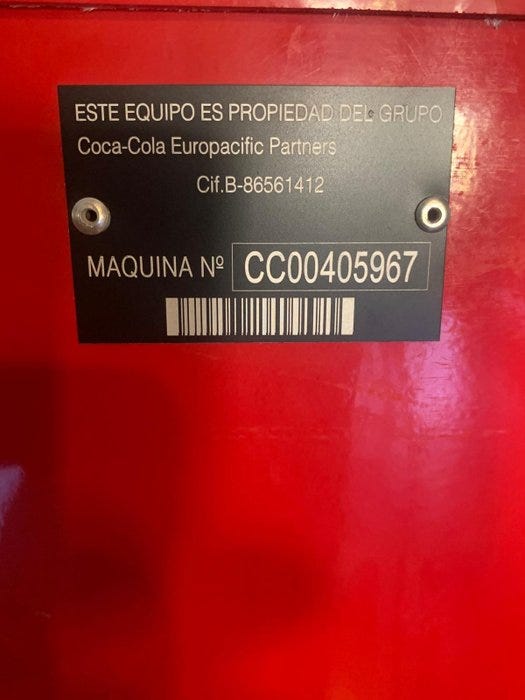 ESTE EQUIPO ES PROPIEDAD DEL GRUPO
Coca-Cola Europacific Partners
Cif.B-86561412
MAQUINA Nº CC00405967